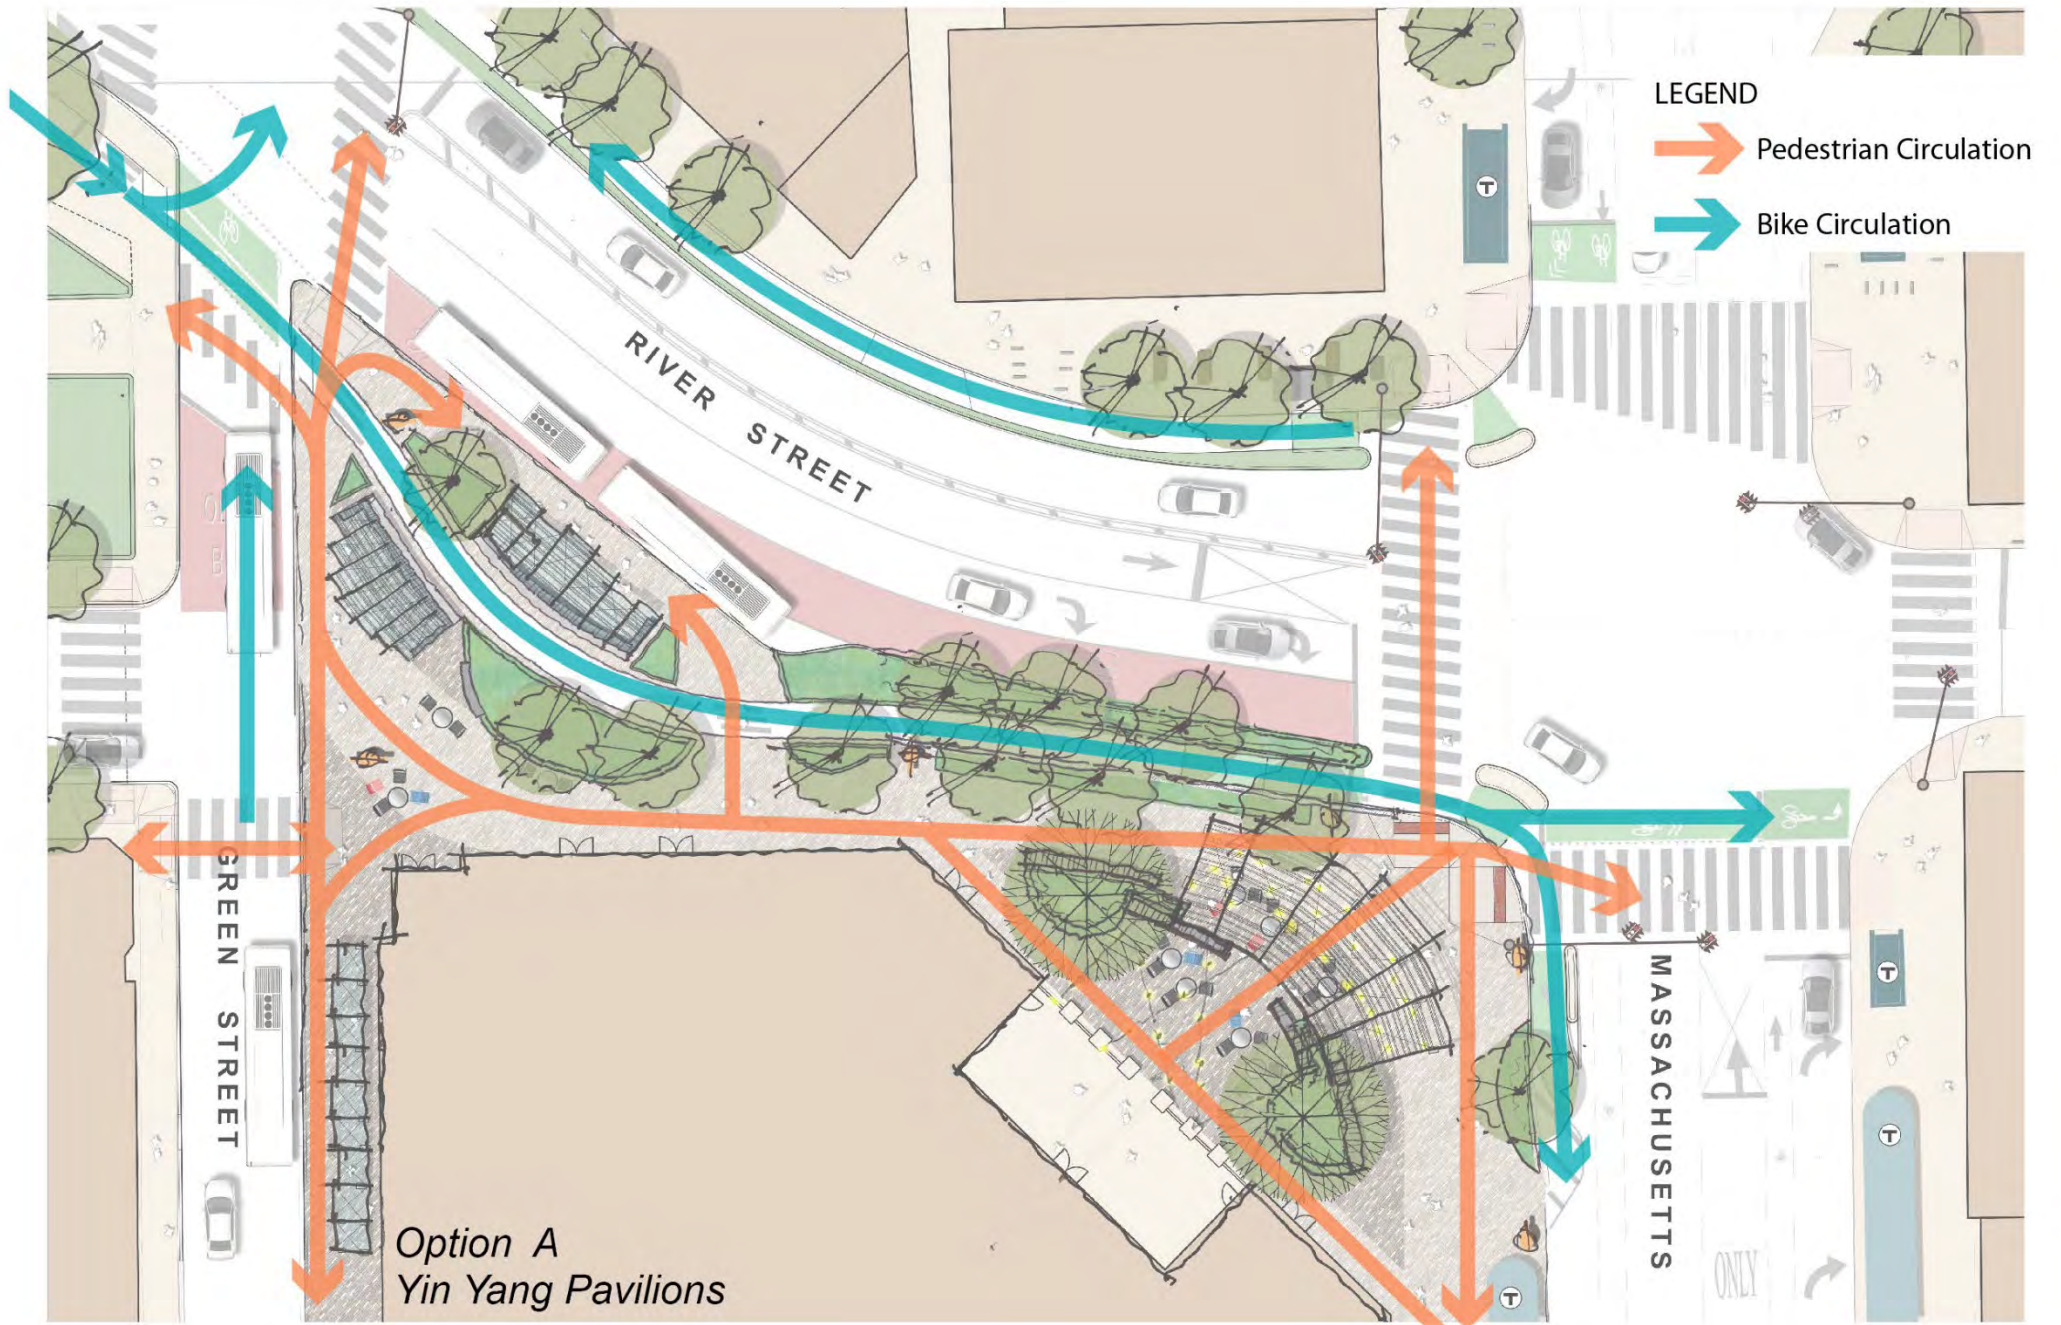 LEGEND
Pedestrian Circulation
Bike Circulation
T
RIVER STREET
GREEN STREET
T
MASSACHUSETTS
T
ONLY
T
Option A
Yin Yang Pavilions